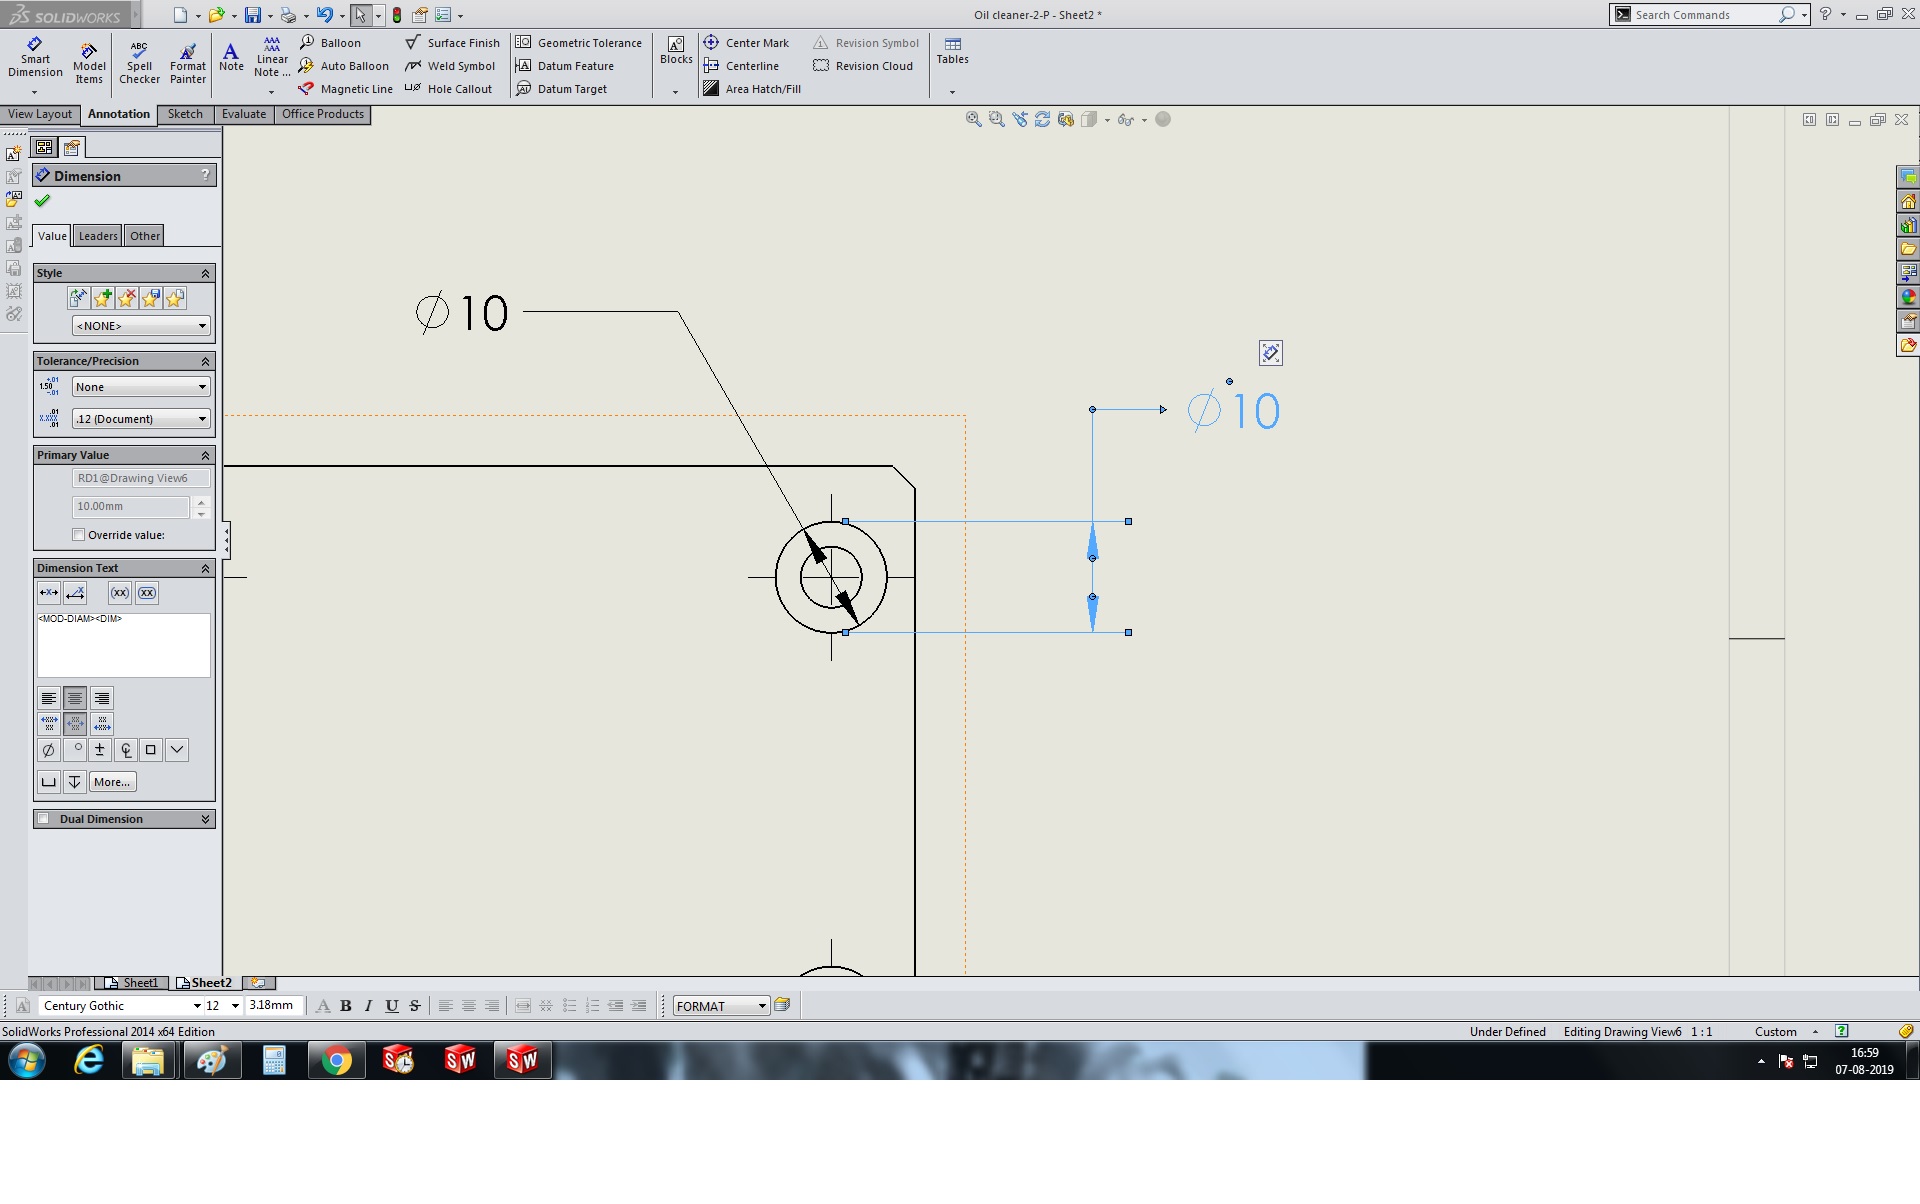 SOLIDWORKS
Oil cleaner-2-P - Sheet2 *
Search Commands
Smart Dimension
Model Items
Spell Checker
Format Painter
Note
Linear Note ...
Balloon
Auto Balloon
Magnetic Line
Surface Finish
Weld Symbol
Hole Callout
Geometric Tolerance
Datum Feature
Datum Target
Blocks
Center Mark
Centerline
Area Hatch/Fill
Revision Symbol
Revision Cloud
Tables
View Layout
Annotation
Sketch
Evaluate
Office Products
Dimension
?
Value
Leaders
Other
Style
<NONE>
Tolerance/Precision
None
.12 (Document)
Primary Value
RD1@Drawing View6
10.00mm
Override value:
Dimension Text
(xx)
(xx)
<MOD-DIAM><DIM>
More...
Dual Dimension
∅10
∅10
Sheet1
Sheet2
Century Gothic
12
3.18mm
A B I U S
FORMAT
SolidWorks Professional 2014 x64 Edition
Under Defined
Editing Drawing View6
1 : 1
Custom
16:59
07-08-2019